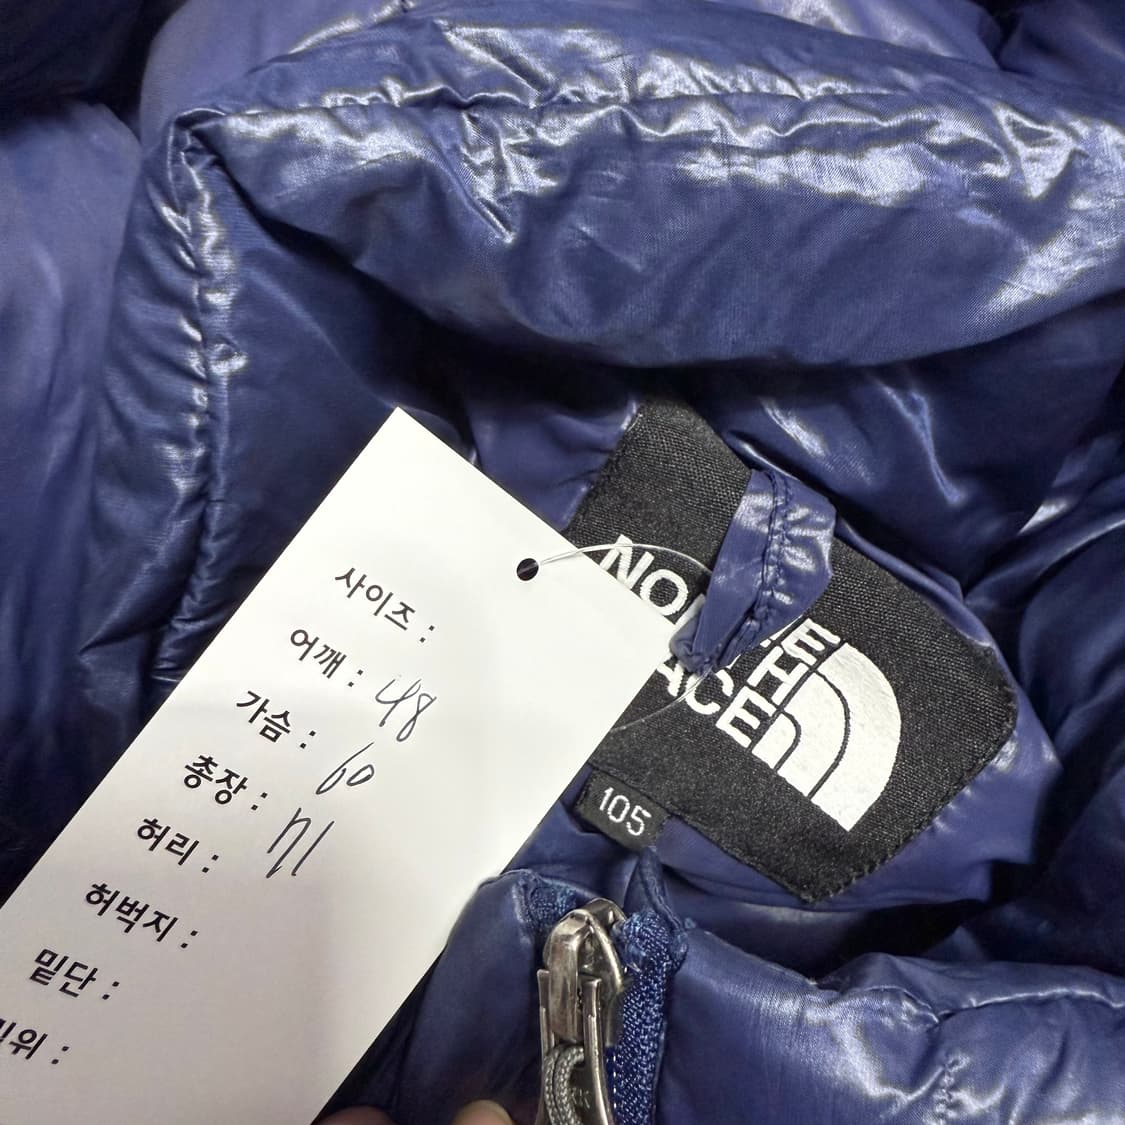 사이즈 :
어깨 : 48
가슴 : 60
총장 : 71
허리 :
허벅지 :
밑단 :
위 :
THE
NORTH
FACE
105